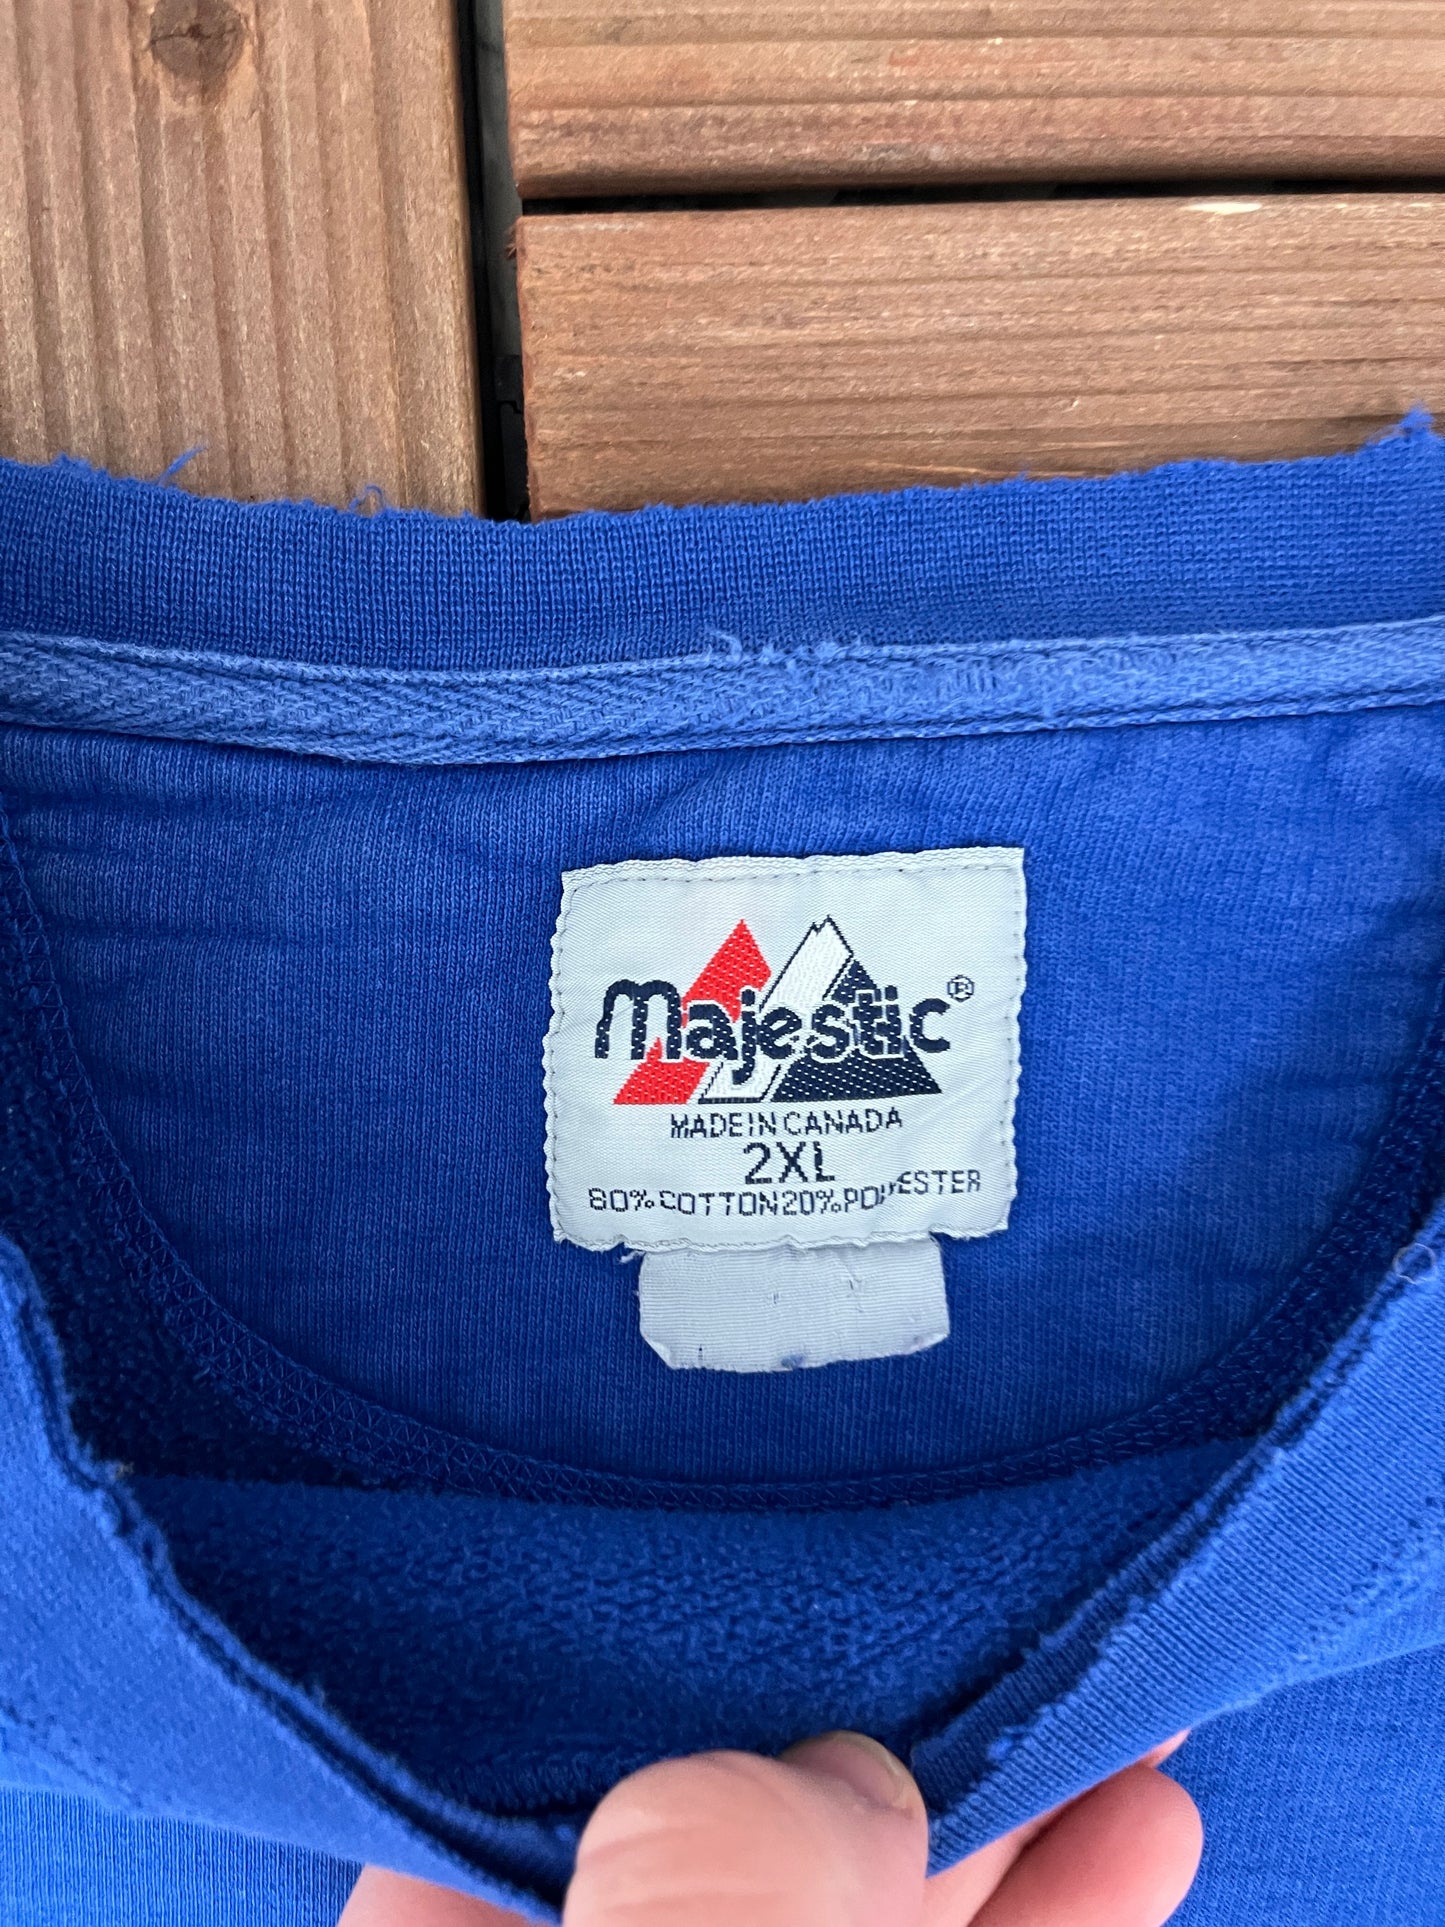 majestic®
MADE IN CANADA
2XL
80% COTTON 20% POLYESTER